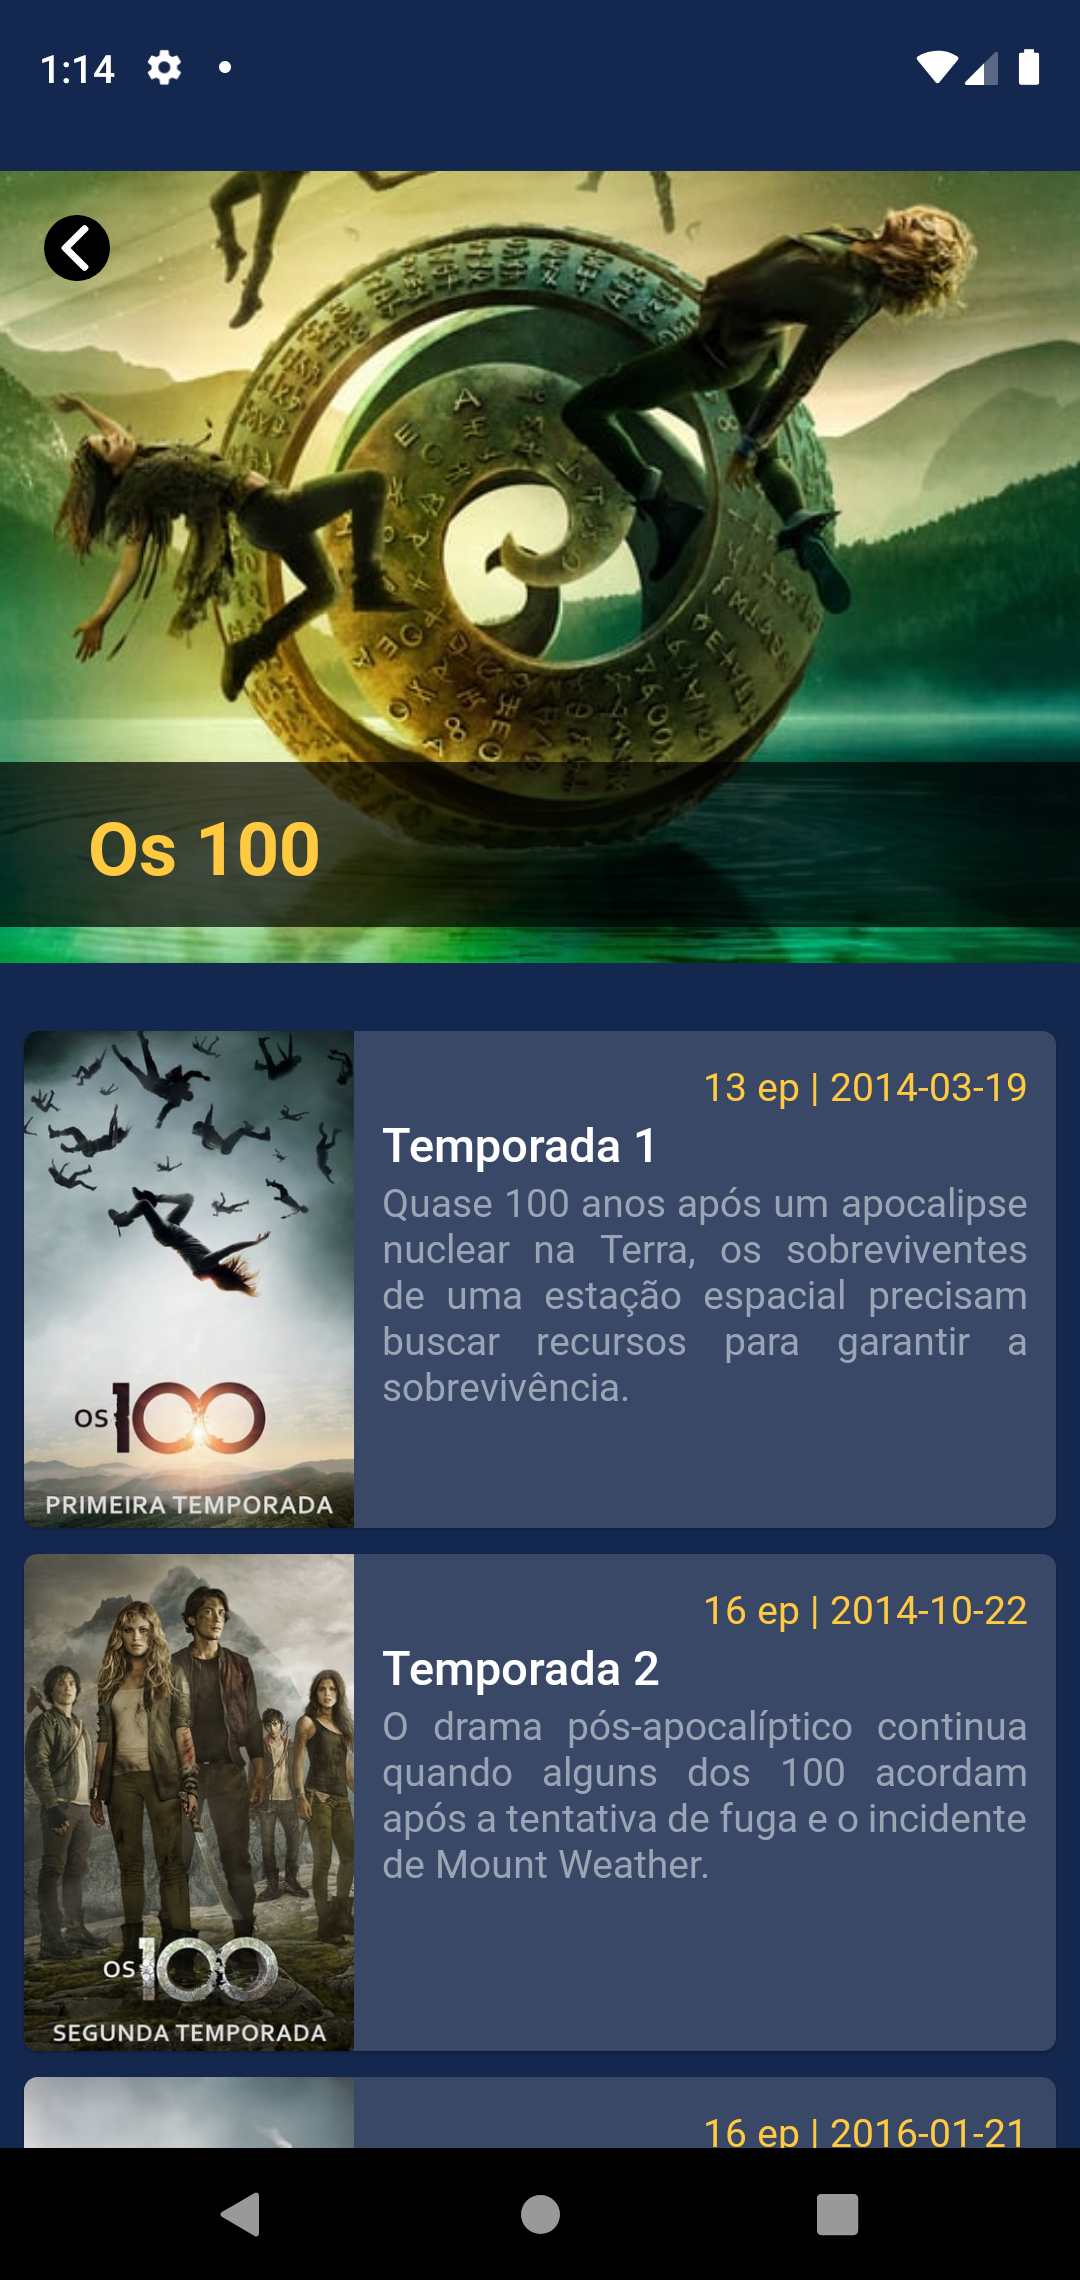 1:14
Os 100
13 ep | 2014-03-19
Temporada 1
Quase 100 anos após um apocalipse
nuclear na Terra, os sobreviventes
de uma estação espacial precisam
buscar recursos para garantir a
sobrevivência.
OS 100
PRIMEIRA TEMPORADA
16 ep | 2014-10-22
Temporada 2
O drama pós-apocalíptico continua
quando alguns dos 100 acordam
após a tentativa de fuga e o incidente
de Mount Weather.
OS 100
SEGUNDA TEMPORADA
16 ep | 2016-01-21